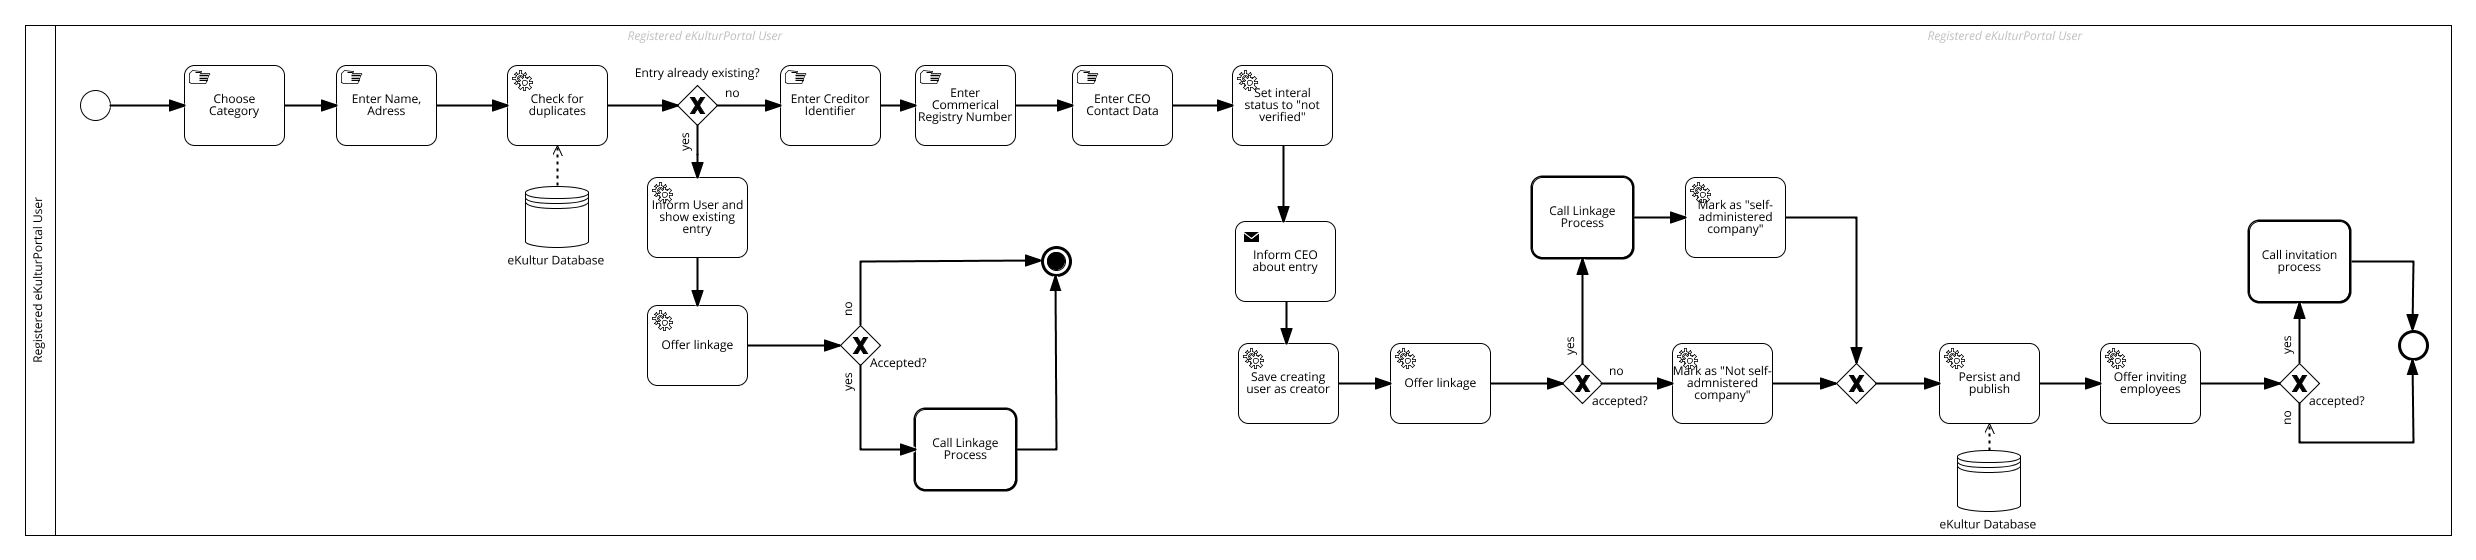 Registered eKulturPortal User
Registered eKulturPortal User
Registered eKulturPortal User
Choose
Category
Enter Name,
Adress
Check for
duplicates
eKultur Database
Entry already existing?
no
yes
Enter Creditor
Identifier
Enter
Commerical
Registry Number
Enter CEO
Contact Data
Set interal
status to "not
verified"
Inform User and
show existing
entry
Offer linkage
no
Accepted?
yes
Call Linkage
Process
Inform CEO
about entry
Save creating
user as creator
Offer linkage
yes
no
accepted?
Call Linkage
Process
Mark as "self-
administered
company"
Mark as "Not self-
admnistered
company"
Persist and
publish
eKultur Database
Offer inviting
employees
yes
accepted?
no
Call invitation
process